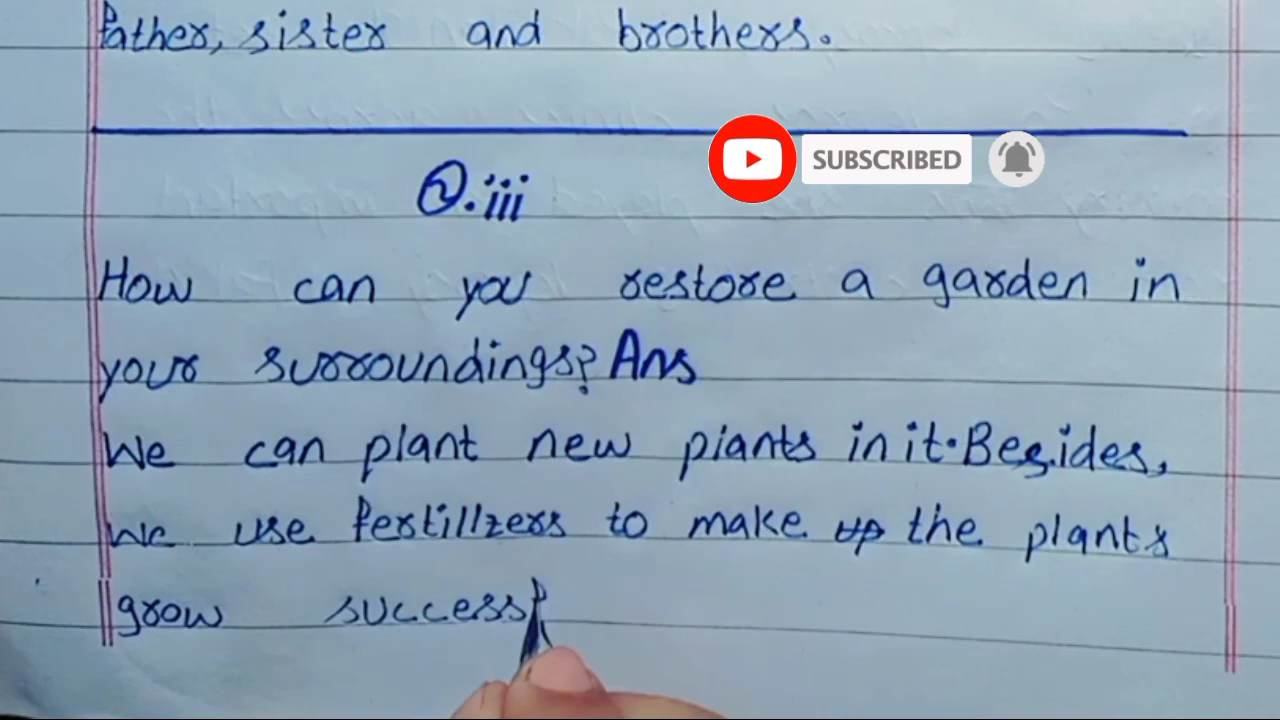 father, sister and brothers.
SUBSCRIBED
Q.iii
How can you restore a garden in
your surroundings? Ans
We can plant new plants in it. Besides,
we use fertillzers to make up the plants
grow successf